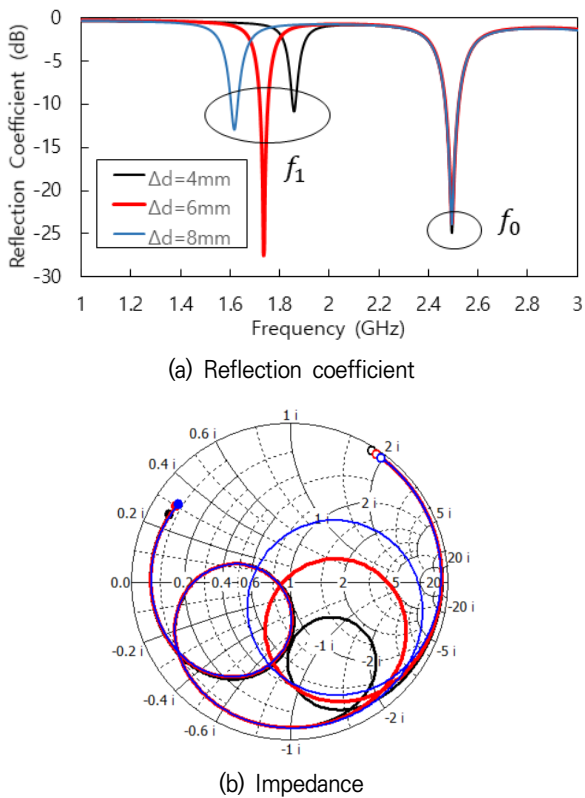 Reflection Coefficient (dB)
0
-5
-10
-15
-20
-25
-30
Δd=4mm
Δd=6mm
Δd=8mm
f1
f0
1 1.2 1.4 1.6 1.8 2 2.2 2.4 2.6 2.8 3
Frequency (GHz)
(a) Reflection coefficient
1 i
0.6 i
2 i
0.4 i
0.2 i
5 i
20 i
0.0 0.2 0.4 0.6 1 2 5 20
-20 i
-0.2 i
-5 i
-0.4 i
-0.6 i
-2 i
-1 i
1
2 i
-1 i
-2 i
(b) Impedance